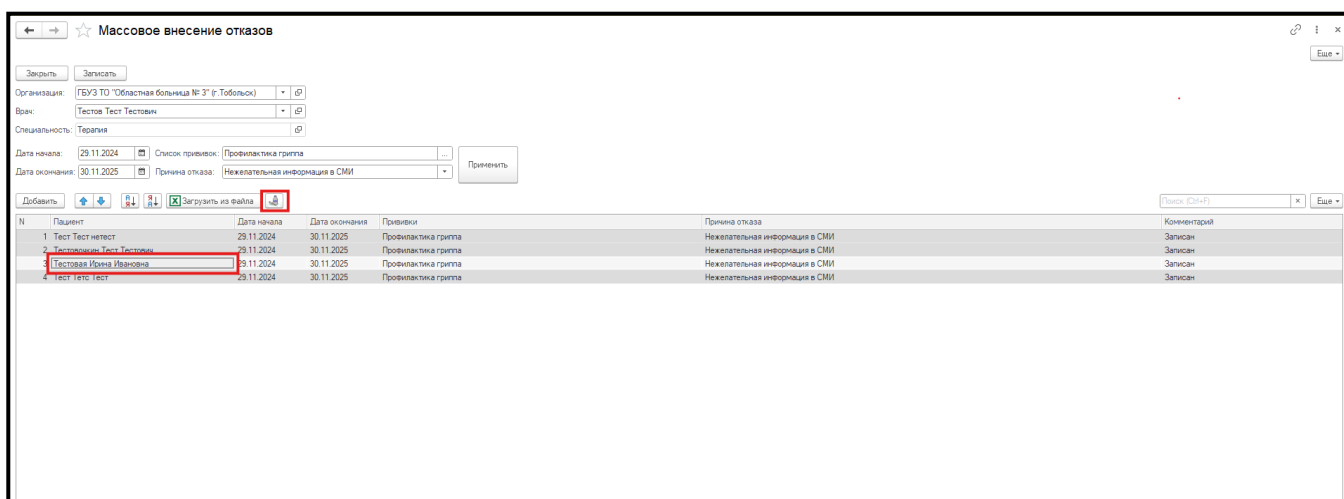 Массовое внесение отказов
Еще
Закрыть Записать
Организация: ГБУЗ ТО "Областная больница № 3" (г.Тобольск)
Врач: Тестов Тест Тестович
Специальность: Терапия
Дата начала: 29.11.2024 Список прививок: Профилактика гриппа ...
Применить
Дата окончания: 30.11.2025 Причина отказа: Нежелательная информация в СМИ
Добавить Загрузить из файла Поиск (Ctrl+F) × Еще
N Пациент Дата начала Дата окончания Прививки Причина отказа Комментарий
1 Тест Тест нетест 29.11.2024 30.11.2025 Профилактика гриппа Нежелательная информация в СМИ Записан
2 Тестовочкин Тест Тестович 29.11.2024 30.11.2025 Профилактика гриппа Нежелательная информация в СМИ Записан
3 Тестовая Ирина Ивановна 29.11.2024 30.11.2025 Профилактика гриппа Нежелательная информация в СМИ Записан
4 Тест Тетс Тест 29.11.2024 30.11.2025 Профилактика гриппа Нежелательная информация в СМИ Записан